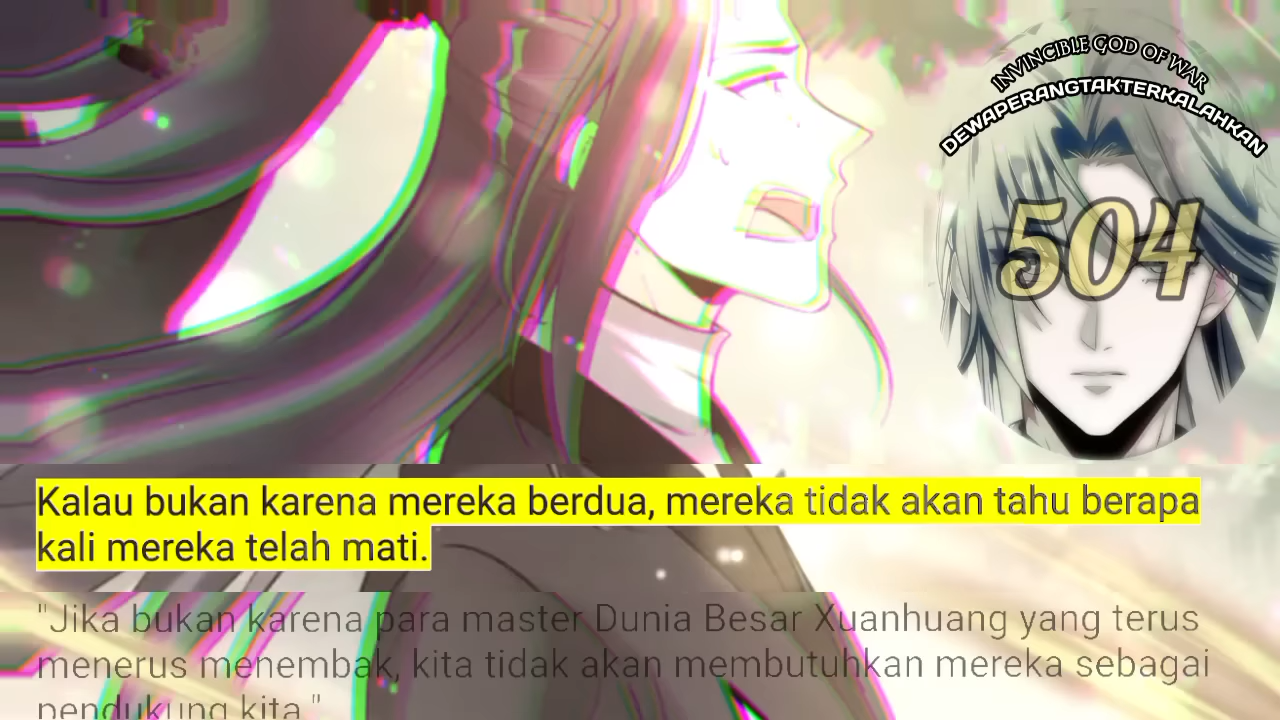 INVINCIBLE GOD OF WAR
DEWAPERANGTAKTERKALAHKAN
504
Kalau bukan karena mereka berdua, mereka tidak akan tahu berapa
kali mereka telah mati.
"Jika bukan karena para master Dunia Besar Xuanhuang yang terus
menerus menembak, kita tidak akan membutuhkan mereka sebagai
pendukung kita."